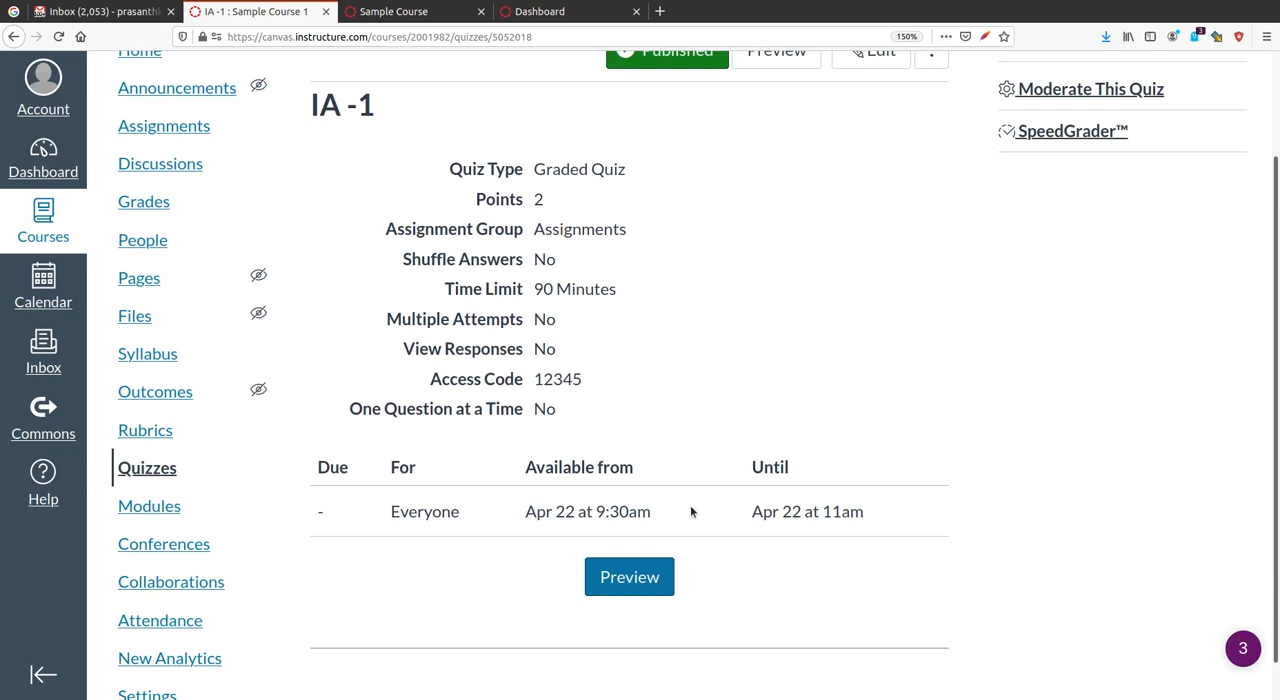 Inbox (2,053) - prasanthk
IA -1 : Sample Course 1
Sample Course
Dashboard
https://canvas.instructure.com/courses/2001982/quizzes/5052018
150%
3
Account
Dashboard
Courses
Calendar
Inbox
Commons
Help
Home
Announcements
Assignments
Discussions
Grades
People
Pages
Files
Syllabus
Outcomes
Rubrics
Quizzes
Modules
Conferences
Collaborations
Attendance
New Analytics
Settings
Published
Preview
Edit
IA -1
Quiz Type Graded Quiz
Points 2
Assignment Group Assignments
Shuffle Answers No
Time Limit 90 Minutes
Multiple Attempts No
View Responses No
Access Code 12345
One Question at a Time No
Due For Available from Until
- Everyone Apr 22 at 9:30am Apr 22 at 11am
Preview
Moderate This Quiz
SpeedGrader™
3